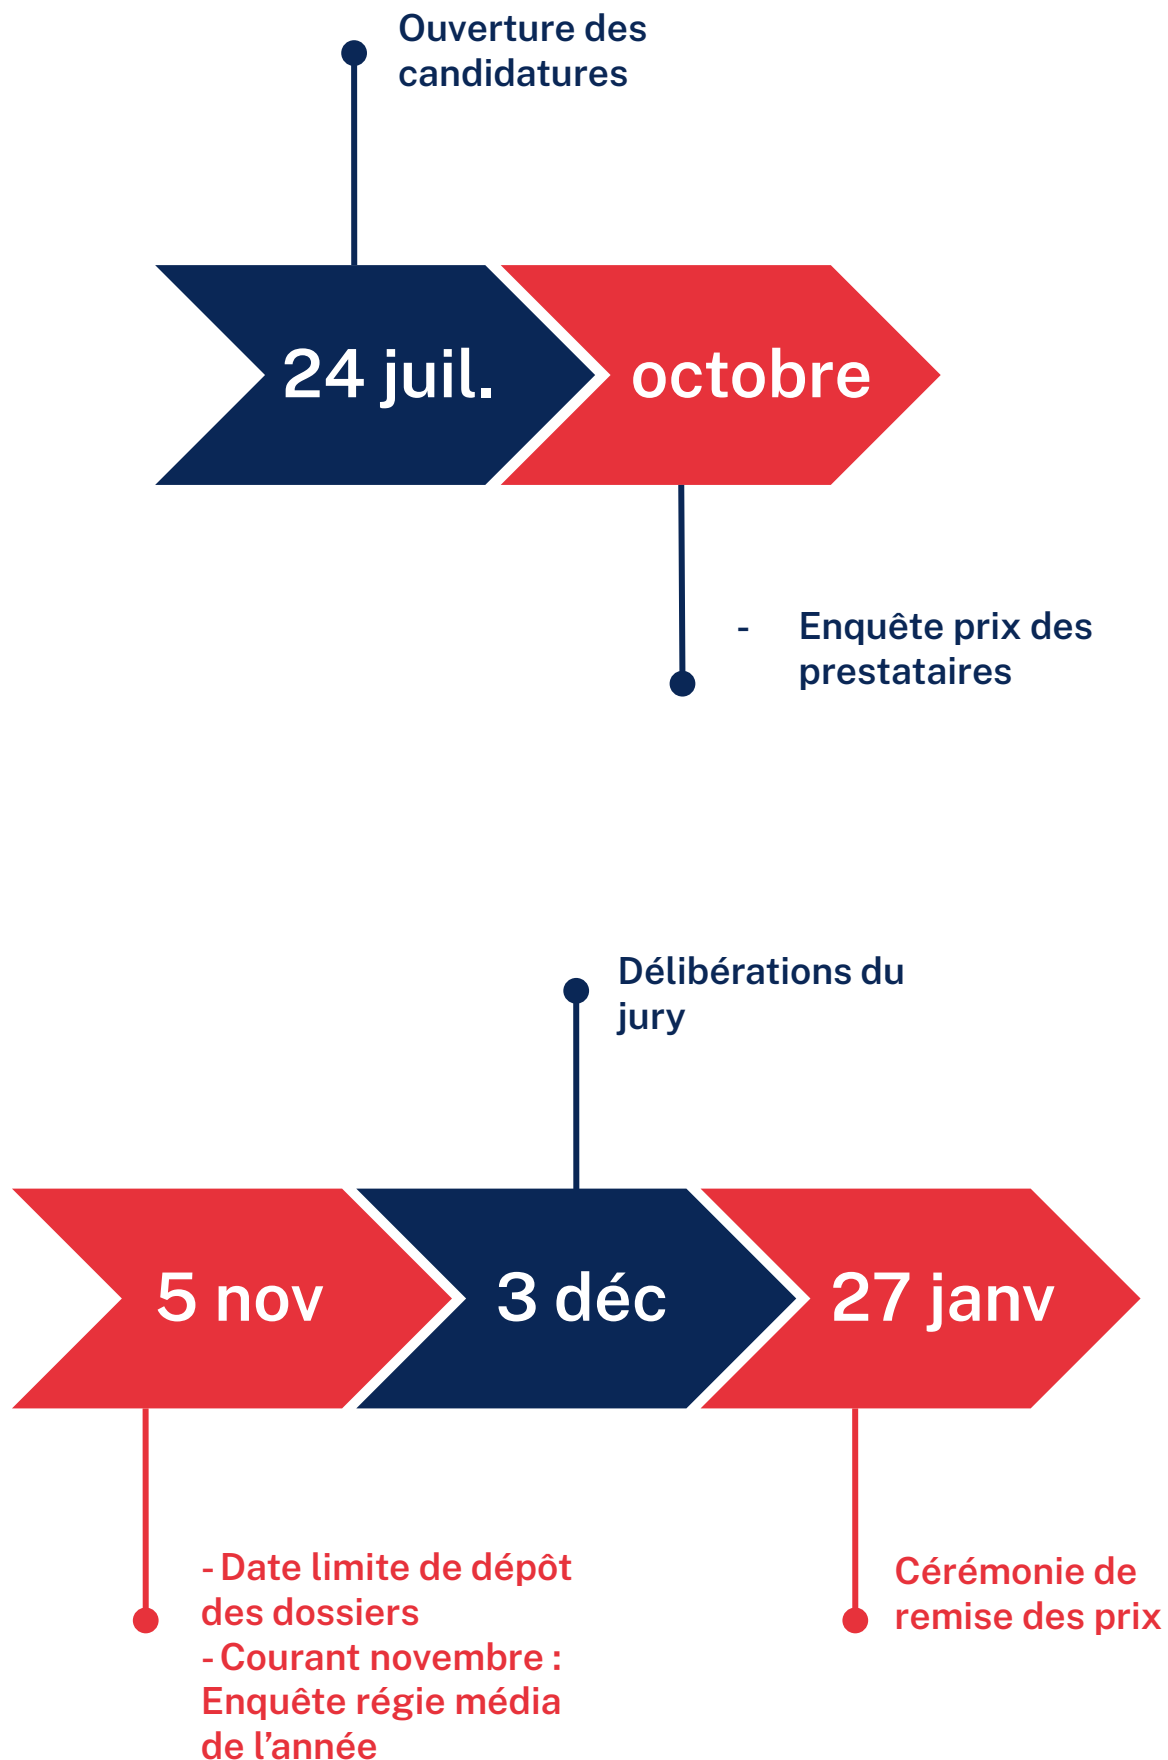 Ouverture des
candidatures
24 juil.
octobre
- Enquête prix des
prestataires
Délibérations du
jury
5 nov
3 déc
27 janv
- Date limite de dépôt
des dossiers
- Courant novembre :
Enquête régie média
de l’année
Cérémonie de
remise des prix